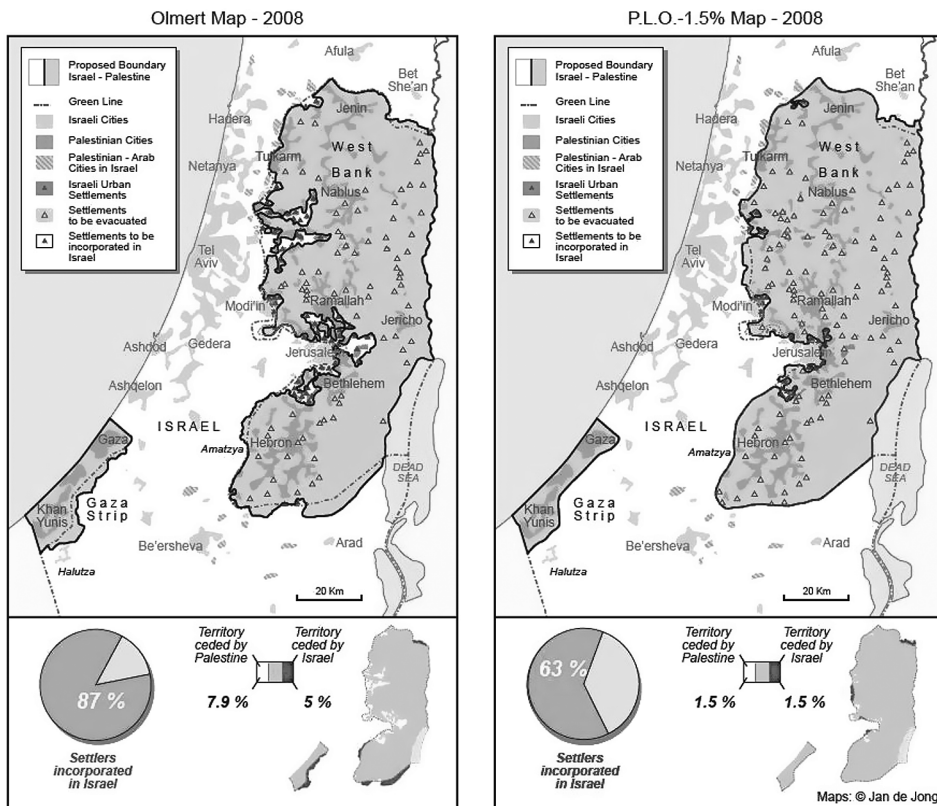 Olmert Map - 2008
Proposed Boundary
Israel - Palestine
Green Line
Israeli Cities
Palestinian Cities
Palestinian - Arab
Cities in Israel
Israeli Urban
Settlements
Settlements
to be evacuated
Settlements to be
incorporated in
Israel
Afula
Bet
She'an
Jenin
Hadera
West
Tulkarm
Netanya
Bank
Nablus
Tel
Aviv
Modi'in
Ramallah
Jericho
Ashdod
Gedera
Jerusalem
Ashqelon
Bethlehem
ISRAEL
Amatzya
Hebron
Gaza
DEAD
SEA
Khan
Yunis
Gaza
Strip
Be'ersheva
Arad
Halutza
20 Km
87 %
Settlers
incorporated
in Israel
Territory
ceded by
Palestine
7.9 %
Territory
ceded by
Israel
5 %
P.L.O.-1.5% Map - 2008
Proposed Boundary
Israel - Palestine
Green Line
Israeli Cities
Palestinian Cities
Palestinian - Arab
Cities in Israel
Israeli Urban
Settlements
Settlements
to be evacuated
Settlements to be
incorporated in
Israel
Afula
Bet
She'an
Jenin
Hadera
West
Tulkarm
Netanya
Bank
Nablus
Tel
Aviv
Modi'in
Ramallah
Jericho
Ashdod
Gedera
Jerusalem
Ashqelon
Bethlehem
ISRAEL
Amatzya
Hebron
Gaza
DEAD
SEA
Khan
Yunis
Gaza
Strip
Be'ersheva
Arad
Halutza
20 Km
63 %
Settlers
incorporated
in Israel
Territory
ceded by
Palestine
1.5 %
Territory
ceded by
Israel
1.5 %
Maps: © Jan de Jong